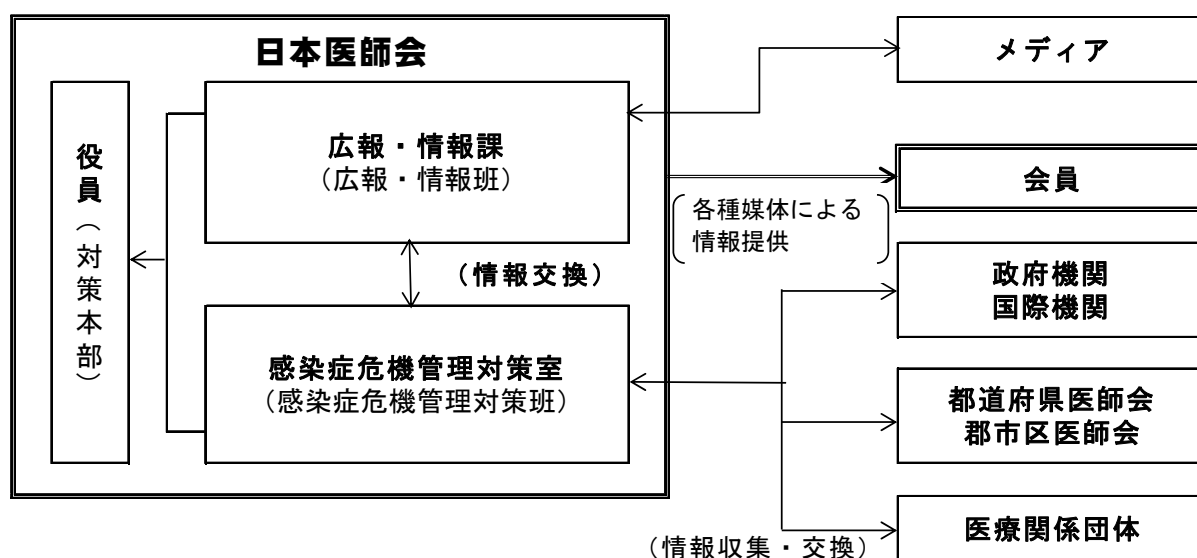 日本医師会
役員（対策本部）
広報・情報課
（広報・情報班）
（情報交換）
感染症危機管理対策室
（感染症危機管理対策班）
メディア
会員
各種媒体による
情報提供
政府機関
国際機関
都道府県医師会
郡市区医師会
医療関係団体
（情報収集・交換）